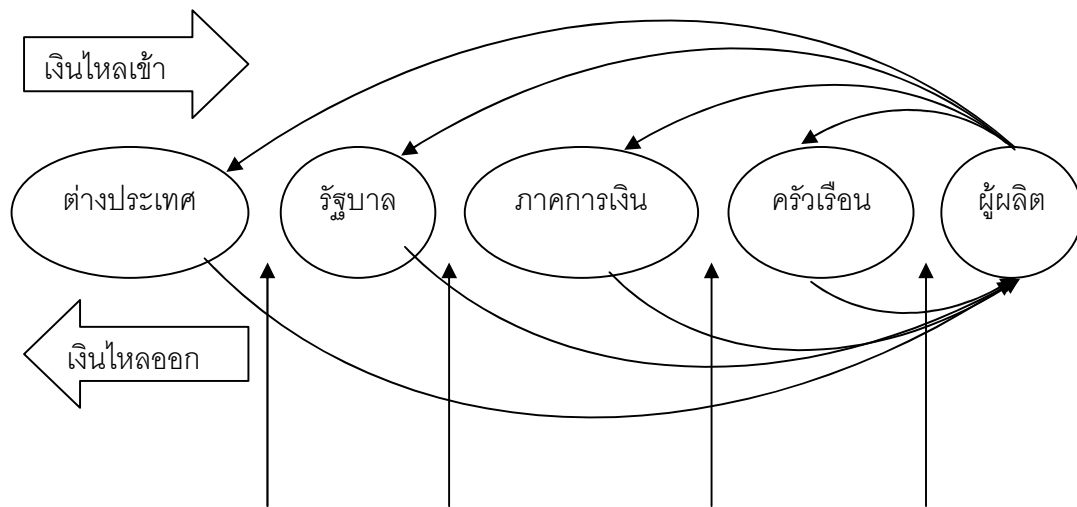 เงินไหลเข้า
ต่างประเทศ รัฐบาล ภาคการเงิน ครัวเรือน ผู้ผลิต
เงินไหลออก